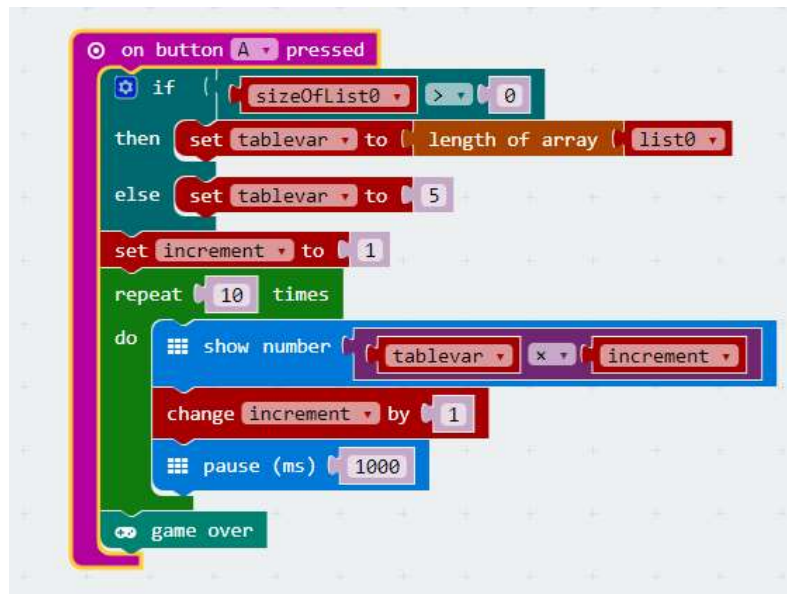 on button A pressed
if sizeOfList0 > 0
then set tablevar to length of array list0
else set tablevar to 5
set increment to 1
repeat 10 times
do show number tablevar × increment
change increment by 1
pause (ms) 1000
game over